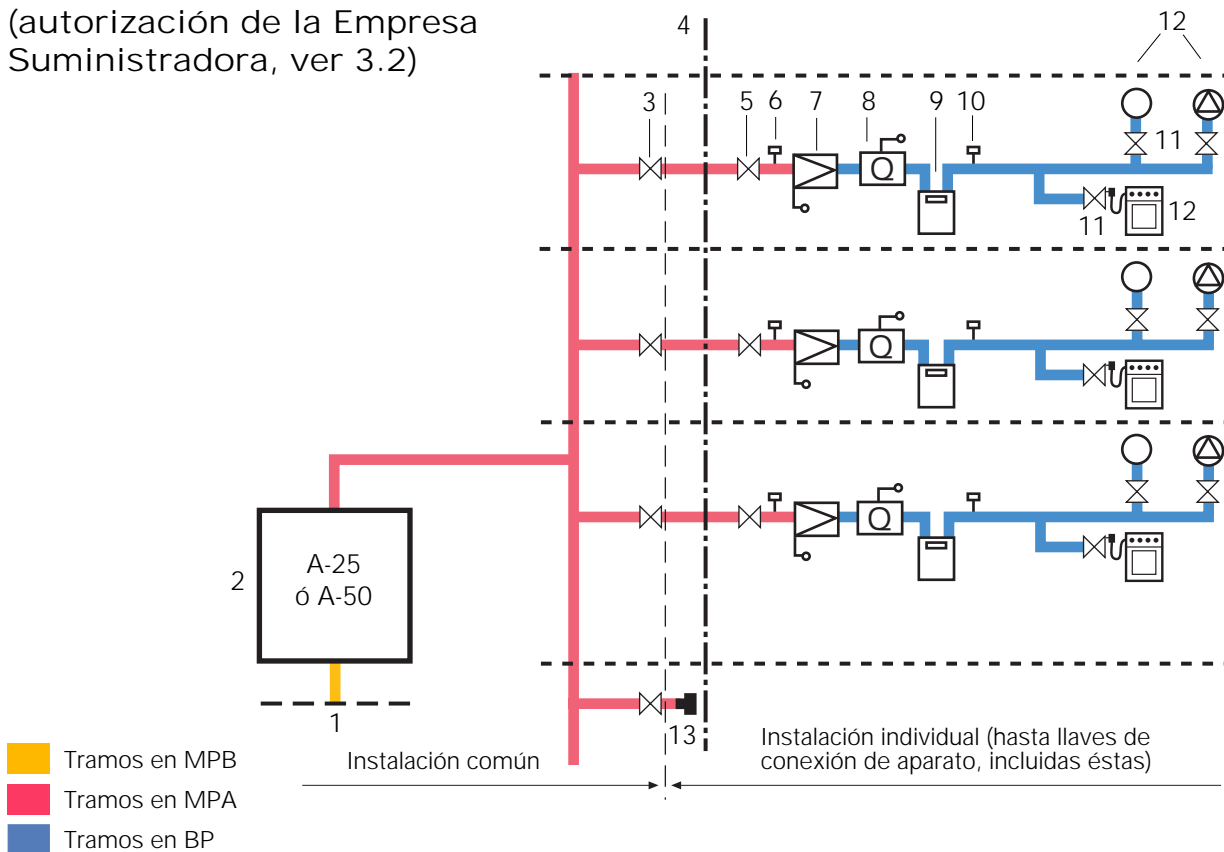 (autorización de la Empresa
Suministradora, ver 3.2)
4
12
3
5
6
7
8
9
10
11
Q
11
12
Q
Q
2
A-25
ó A-50
1
13
Tramos en MPB
Tramos en MPA
Tramos en BP
Instalación común
Instalación individual (hasta llaves de
conexión de aparato, incluidas éstas)